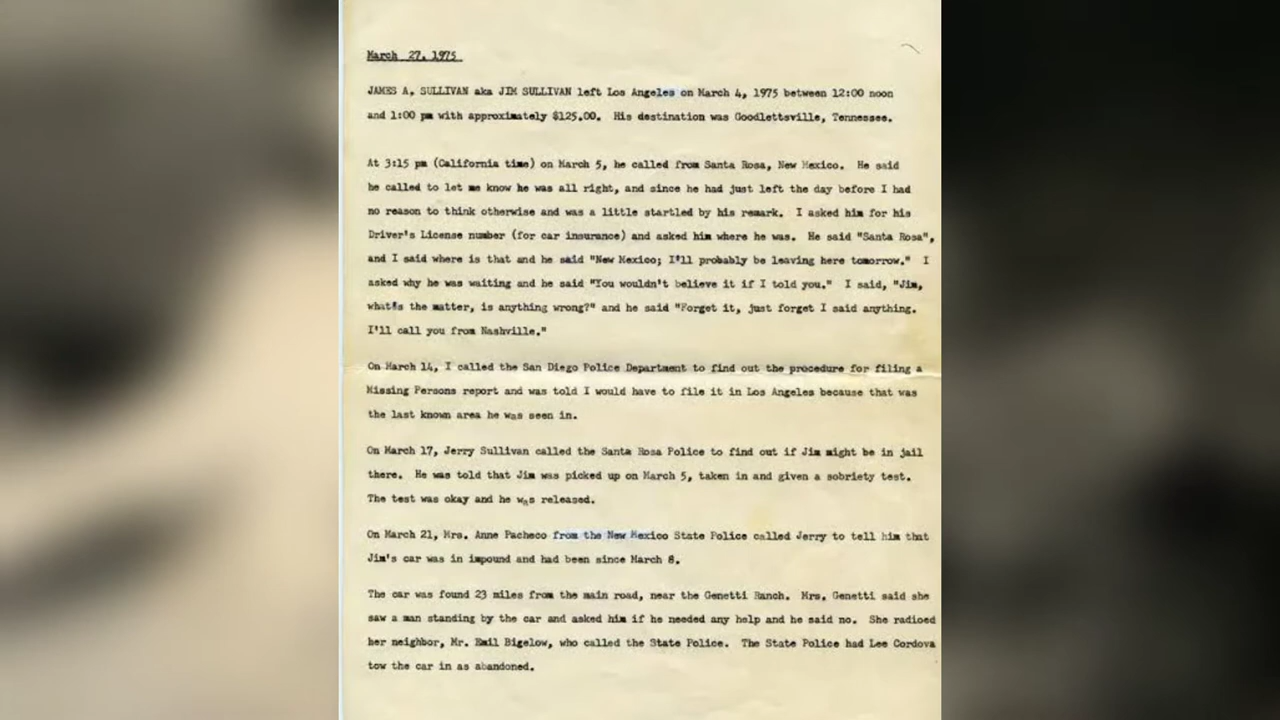 March 27, 1975
JAMES A. SULLIVAN aka JIM SULLIVAN left Los Angeles on March 4, 1975 between 12:00 noon
and 1:00 pm with approximately $125.00. His destination was Goodlettsville, Tennessee.
At 3:15 pm (California time) on March 5, he called from Santa Rosa, New Mexico. He said
he called to let me know he was all right, and since he had just left the day before I had
no reason to think otherwise and was a little startled by his remark. I asked him for his
Driver's License number (for car insurance) and asked him where he was. He said "Santa Rosa",
and I said where is that and he said "New Mexico; I'll probably be leaving here tomorrow." I
asked why he was waiting and he said "You wouldn't believe it if I told you." I said, "Jim,
what's the matter, is anything wrong?" and he said "Forget it, just forget I said anything.
I'll call you from Nashville."
On March 14, I called the San Diego Police Department to find out the procedure for filing a
Missing Persons report and was told I would have to file it in Los Angeles because that was
the last known area he was seen in.
On March 17, Jerry Sullivan called the Santa Rosa Police to find out if Jim might be in jail
there. He was told that Jim was picked up on March 5, taken in and given a sobriety test.
The test was okay and he was released.
On March 21, Mrs. Anne Pacheco from the New Mexico State Police called Jerry to tell him that
Jim's car was in impound and had been since March 8.
The car was found 23 miles from the main road, near the Genetti Ranch. Mrs. Genetti said she
saw a man standing by the car and asked him if he needed any help and he said no. She radioed
her neighbor, Mr. Emil Bigelow, who called the State Police. The State Police had Lee Cordova
tow the car in as abandoned.